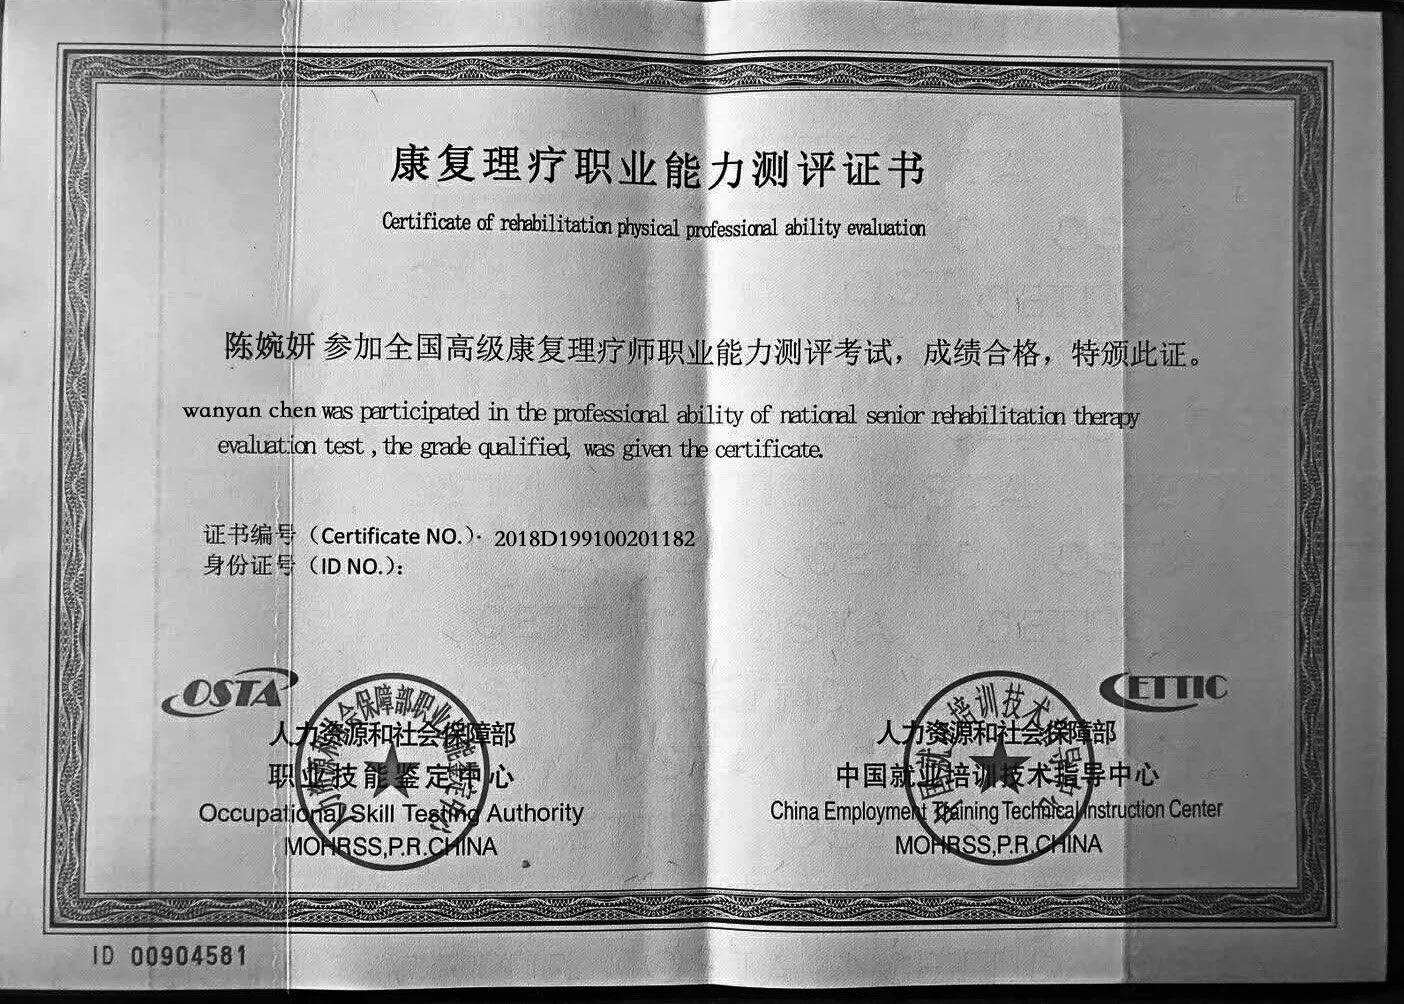 康复理疗职业能力测评证书
Certificate of rehabilitation physical professional ability evaluation
陈婉妍 参加全国高级康复理疗师职业能力测评考试，成绩合格，特颁此证。
wanyan chen was participated in the professional ability of national senior rehabilitation therapy
evaluation test , the grade qualified, was given the certificate.
证书编号（Certificate NO.）· 2018D199100201182
身份证号（ID NO.）：
OSTA
人力资源和社会保障部
职业技能鉴定中心
Occupational Skill Testing Authority
MOHRSS,P.R.CHINA
CETTIC
人力资源和社会保障部
中国就业培训技术指导中心
China Employment Training Technical Instruction Center
MOHRSS,P.R.CHINA
ID 00904581